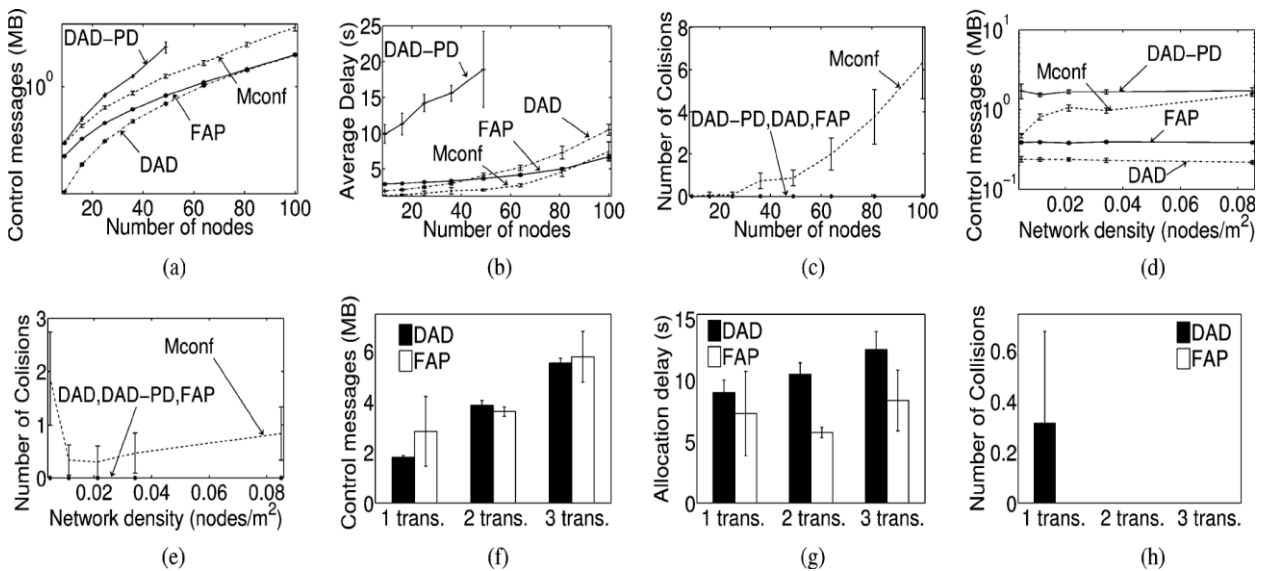 Control messages (MB)
10⁰
DAD-PD
Mconf
FAP
DAD
20 40 60 80 100
Number of nodes
(a)
Average Delay (s)
25
20
15
10
5
DAD-PD
DAD
FAP
Mconf
20 40 60 80 100
Number of nodes
(b)
Number of Colisions
8
6
4
2
0
Mconf
DAD-PD,DAD,FAP
20 40 60 80 100
Number of nodes
(c)
Control messages (MB)
10¹
10⁰
10⁻¹
DAD-PD
Mconf
FAP
DAD
0.02 0.04 0.06 0.08
Network density (nodes/m²)
(d)
Number of Colisions
3
2
1
0
Mconf
DAD,DAD-PD,FAP
0.02 0.04 0.06 0.08
Network density (nodes/m²)
(e)
Control messages (MB)
6
4
2
0
DAD
FAP
1 trans. 2 trans. 3 trans.
(f)
Allocation delay (s)
15
10
5
0
DAD
FAP
1 trans. 2 trans. 3 trans.
(g)
Number of Collisions
0.6
0.4
0.2
0
DAD
FAP
1 trans. 2 trans. 3 trans.
(h)